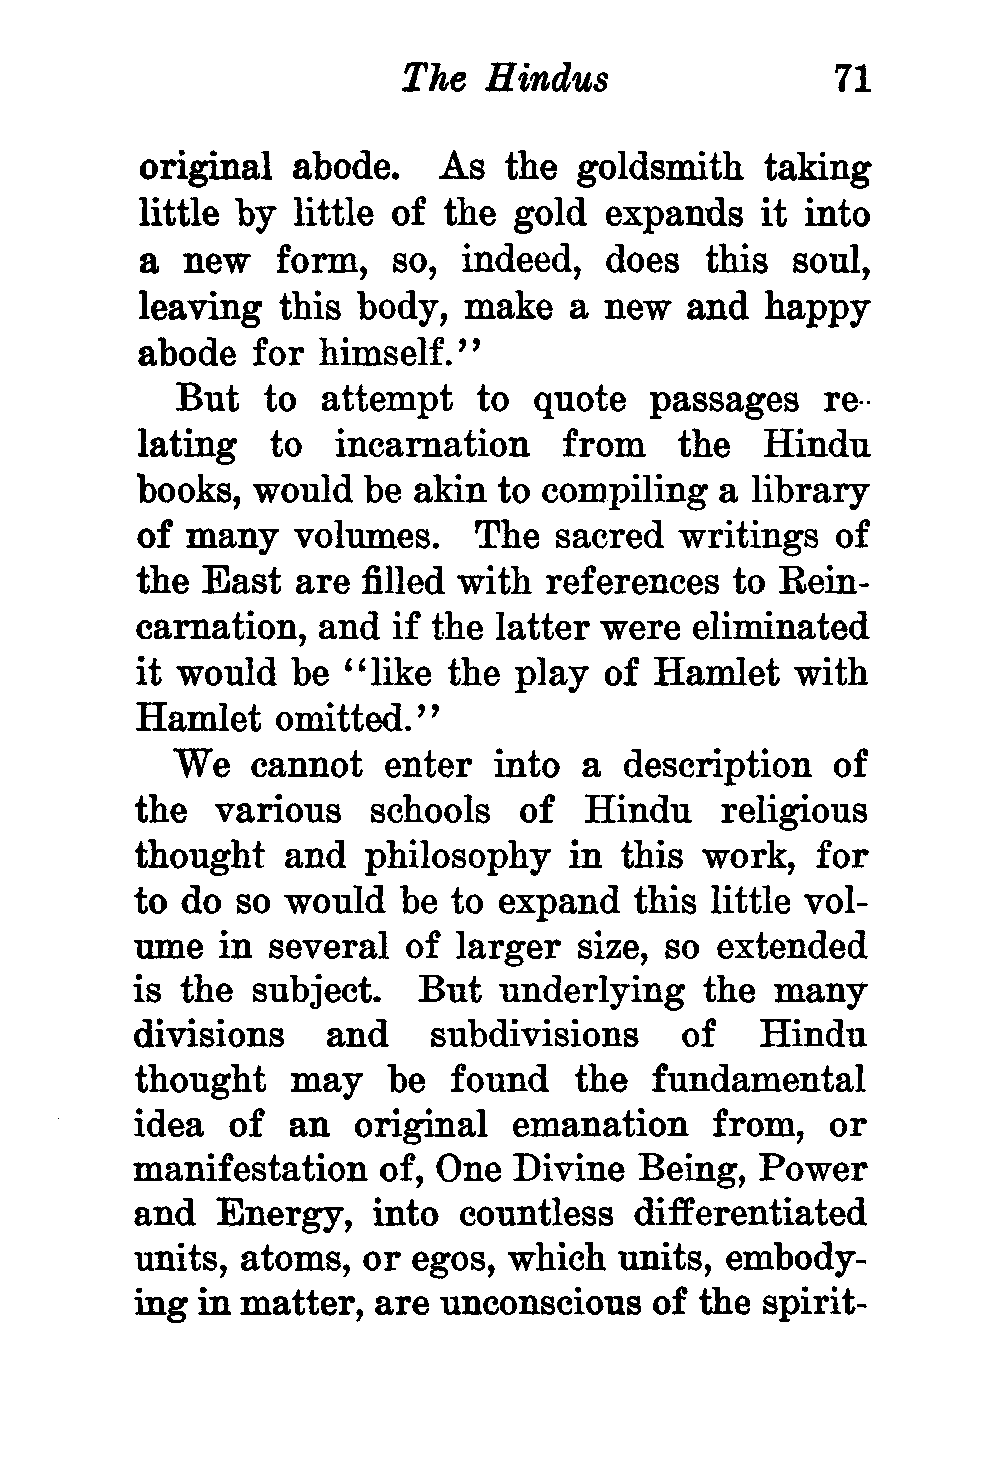 The Hindus 71
original abode. As the goldsmith taking
little by little of the gold expands it into
a new form, so, indeed, does this soul,
leaving this body, make a new and happy
abode for himself.''
But to attempt to quote passages re-
lating to incarnation from the Hindu
books, would be akin to compiling a library
of many volumes. The sacred writings of
the East are filled with references to Rein-
carnation, and if the latter were eliminated
it would be ‘‘like the play of Hamlet with
Hamlet omitted.''
We cannot enter into a description of
the various schools of Hindu religious
thought and philosophy in this work, for
to do so would be to expand this little vol-
ume in several of larger size, so extended
is the subject. But underlying the many
divisions and subdivisions of Hindu
thought may be found the fundamental
idea of an original emanation from, or
manifestation of, One Divine Being, Power
and Energy, into countless differentiated
units, atoms, or egos, which units, embody-
ing in matter, are unconscious of the spirit-